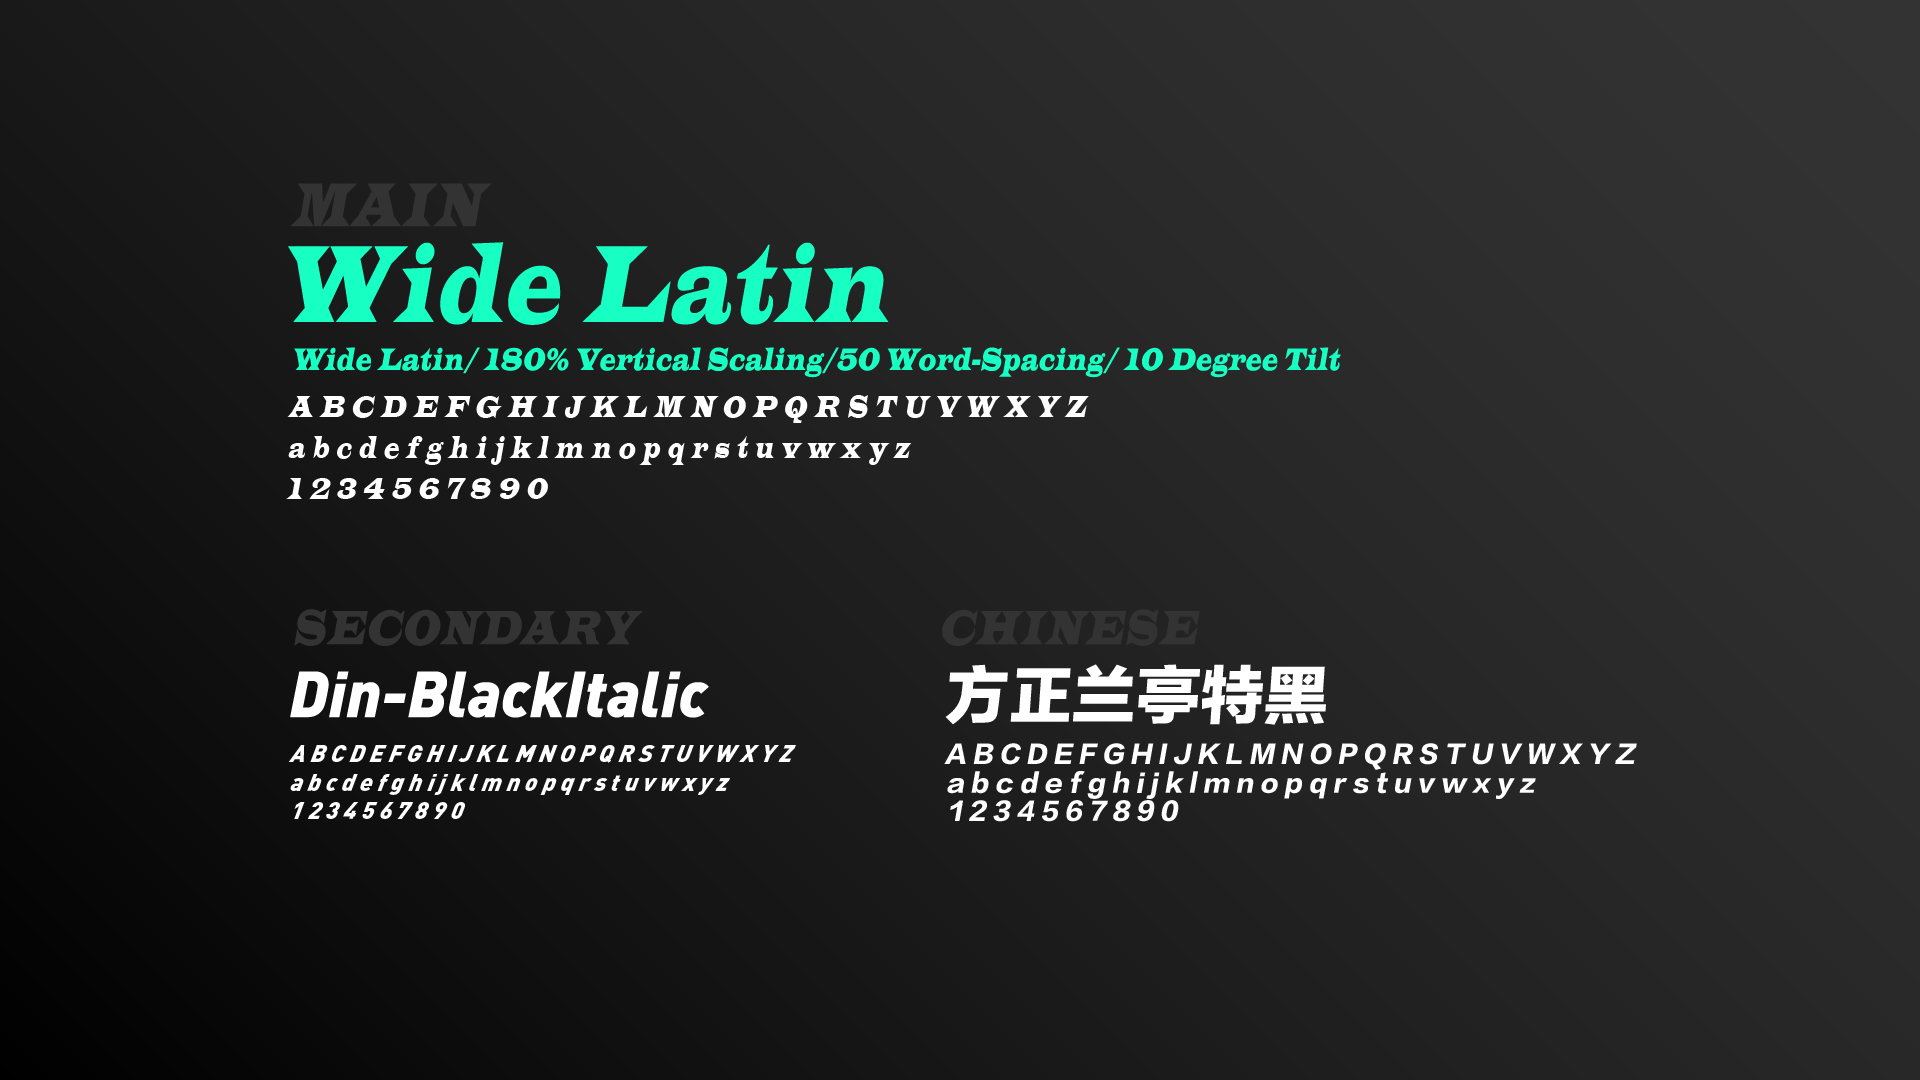 MAIN
Wide Latin
Wide Latin/ 180% Vertical Scaling/50 Word-Spacing/ 10 Degree Tilt
A B C D E F G H I J K L M N O P Q R S T U V W X Y Z
a b c d e f g h i j k l m n o p q r s t u v w x y z
1 2 3 4 5 6 7 8 9 0
SECONDARY
Din-BlackItalic
A B C D E F G H I J K L M N O P Q R S T U V W X Y Z
a b c d e f g h i j k l m n o p q r s t u v w x y z
1 2 3 4 5 6 7 8 9 0
CHINESE
方正兰亭特黑
A B C D E F G H I J K L M N O P Q R S T U V W X Y Z
a b c d e f g h i j k l m n o p q r s t u v w x y z
1 2 3 4 5 6 7 8 9 0